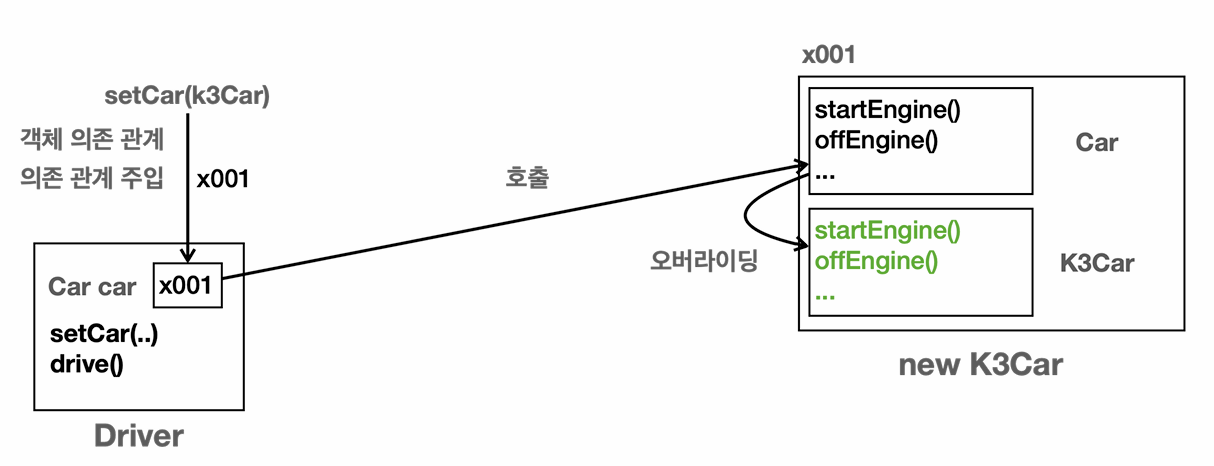 setCar(k3Car)
객체 의존 관계
의존 관계 주입
x001
Car car
x001
setCar(..)
drive()
Driver
호출
오버라이딩
x001
startEngine()
offEngine()
...
Car
startEngine()
offEngine()
...
K3Car
new K3Car